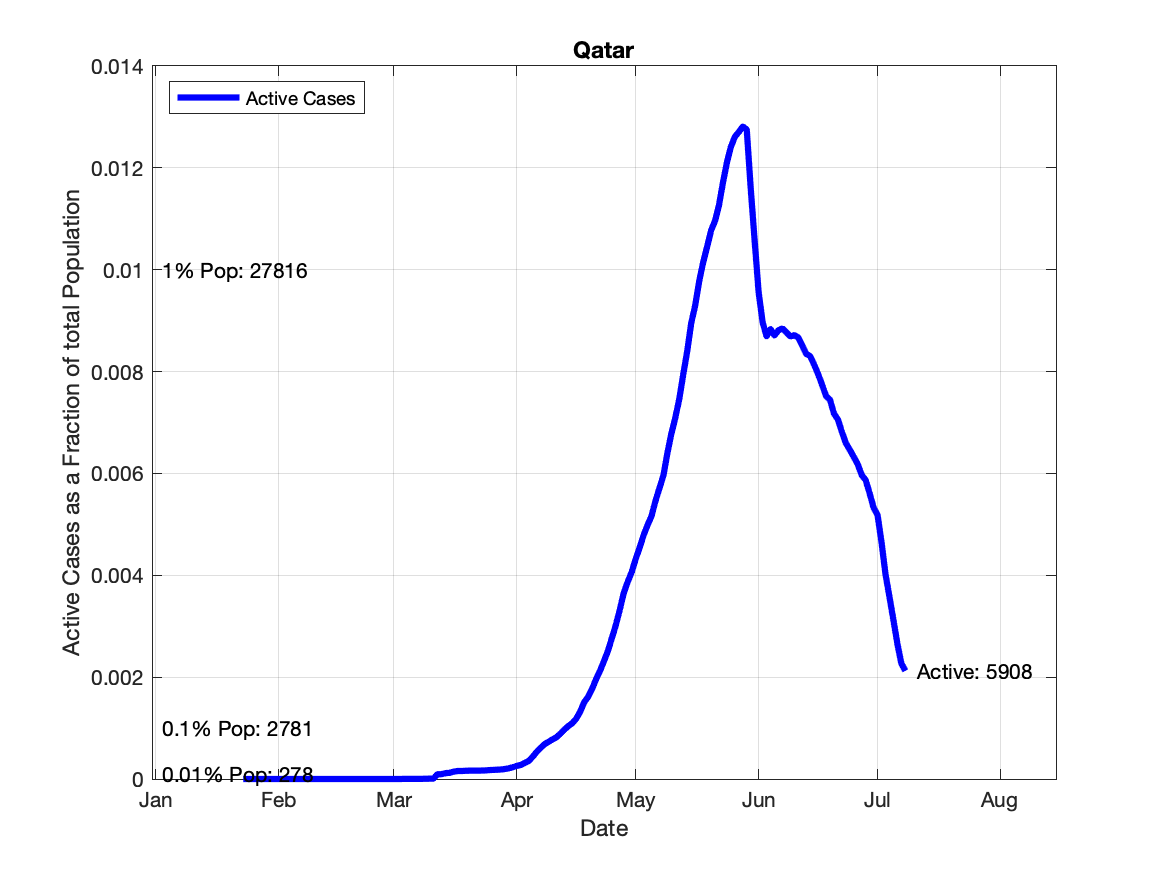 Qatar
Active Cases
0.014
0.012
0.01
0.008
0.006
0.004
0.002
0
Active Cases as a Fraction of total Population
1% Pop: 27816
0.1% Pop: 2781
0.01% Pop: 278
Active: 5908
Jan Feb Mar Apr May Jun Jul Aug
Date